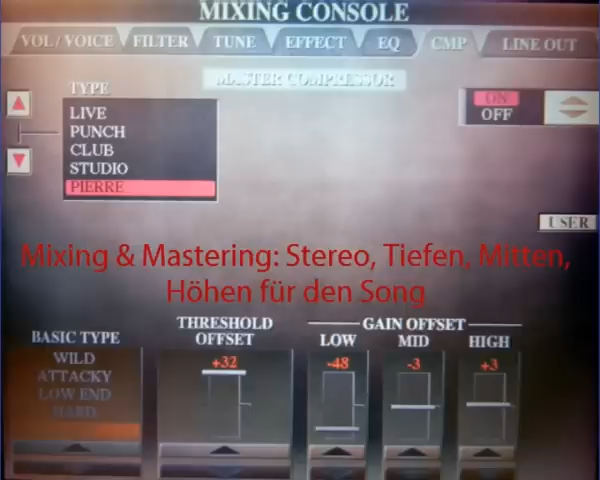 MIXING CONSOLE
VOL / VOICE FILTER TUNE EFFECT EQ CMP LINE OUT
MASTER COMPRESSOR
TYPE
LIVE
PUNCH
CLUB
STUDIO
PIERRE
ON
OFF
USER
Mixing & Mastering: Stereo, Tiefen, Mitten,
Höhen für den Song
BASIC TYPE
WILD
ATTACKY
LOW END
HARD
THRESHOLD
OFFSET
+32
GAIN OFFSET
LOW MID HIGH
-48 -3 +3